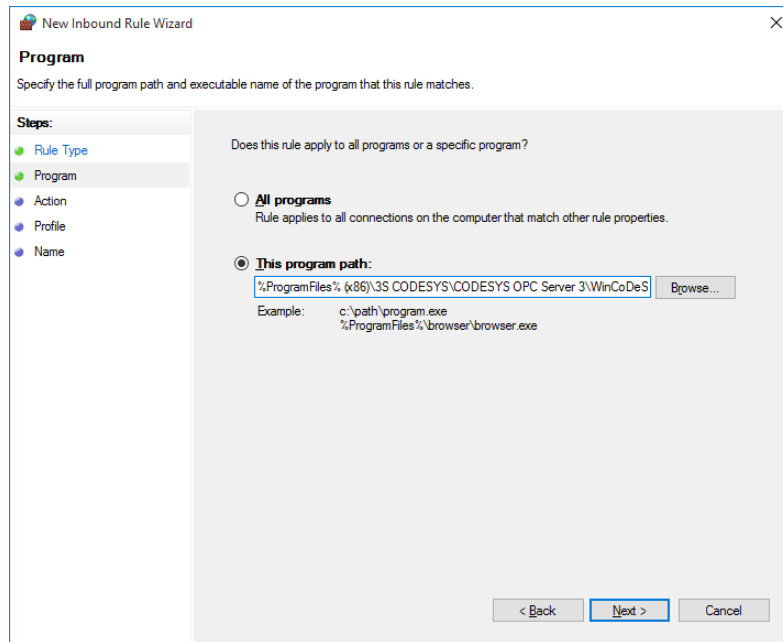 New Inbound Rule Wizard
Program
Specify the full program path and executable name of the program that this rule matches.
Steps:
Rule Type
Program
Action
Profile
Name
Does this rule apply to all programs or a specific program?
All programs
Rule applies to all connections on the computer that match other rule properties.
This program path:
%ProgramFiles% (x86)\3S CODESYS\CODESYS OPC Server 3\WinCoDeS
Browse...
Example: c:\path\program.exe
%ProgramFiles%\browser\browser.exe
< Back Next > Cancel